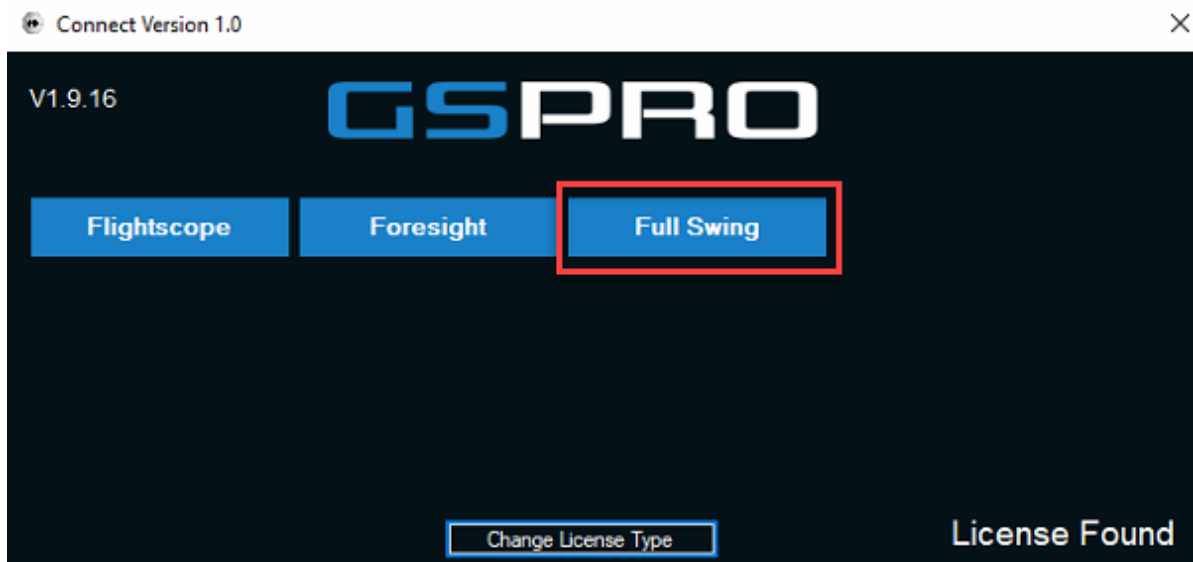 Connect Version 1.0
V1.9.16
GSPRO
Flightscope Foresight Full Swing
Change License Type
License Found